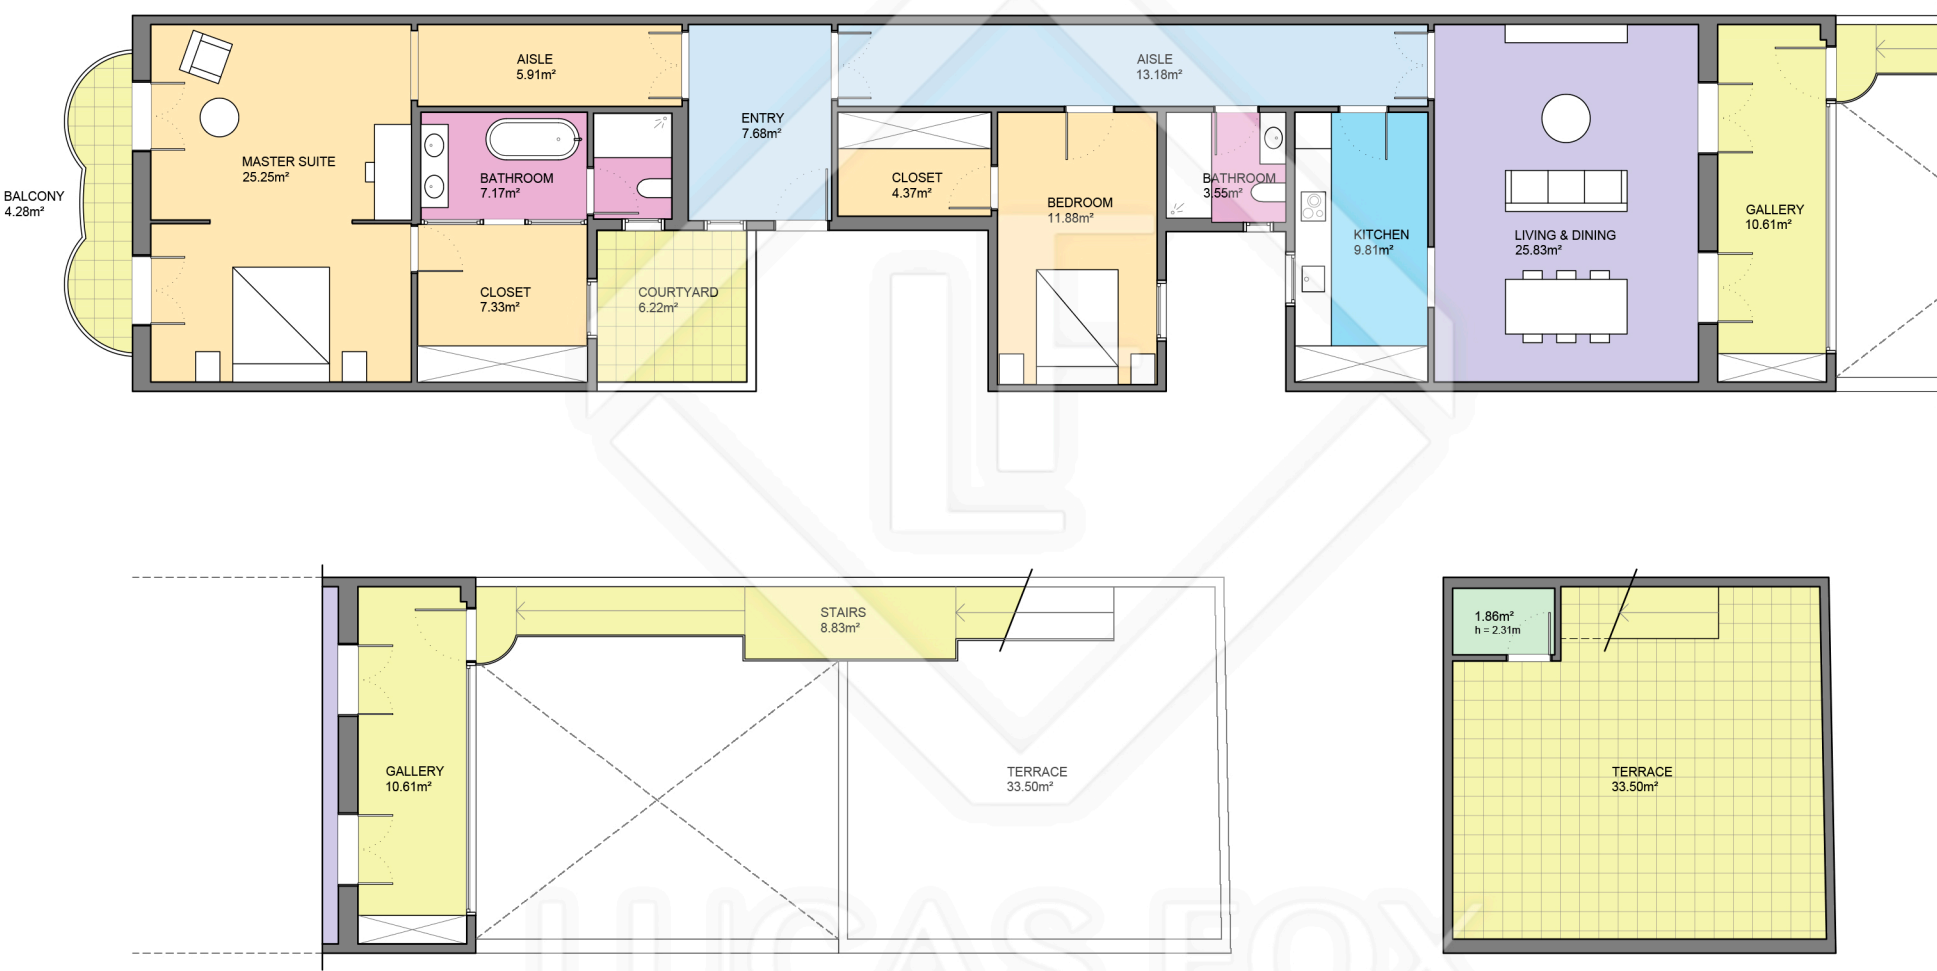 BALCONY
4.28m²
MASTER SUITE
25.25m²
AISLE
5.91m²
BATHROOM
7.17m²
CLOSET
7.33m²
COURTYARD
6.22m²
ENTRY
7.68m²
AISLE
13.18m²
CLOSET
4.37m²
BEDROOM
11.88m²
BATHROOM
3.55m²
KITCHEN
9.81m²
LIVING & DINING
25.83m²
GALLERY
10.61m²
GALLERY
10.61m²
STAIRS
8.83m²
TERRACE
33.50m²
1.86m²
h = 2.31m
TERRACE
33.50m²
LUCAS FOX